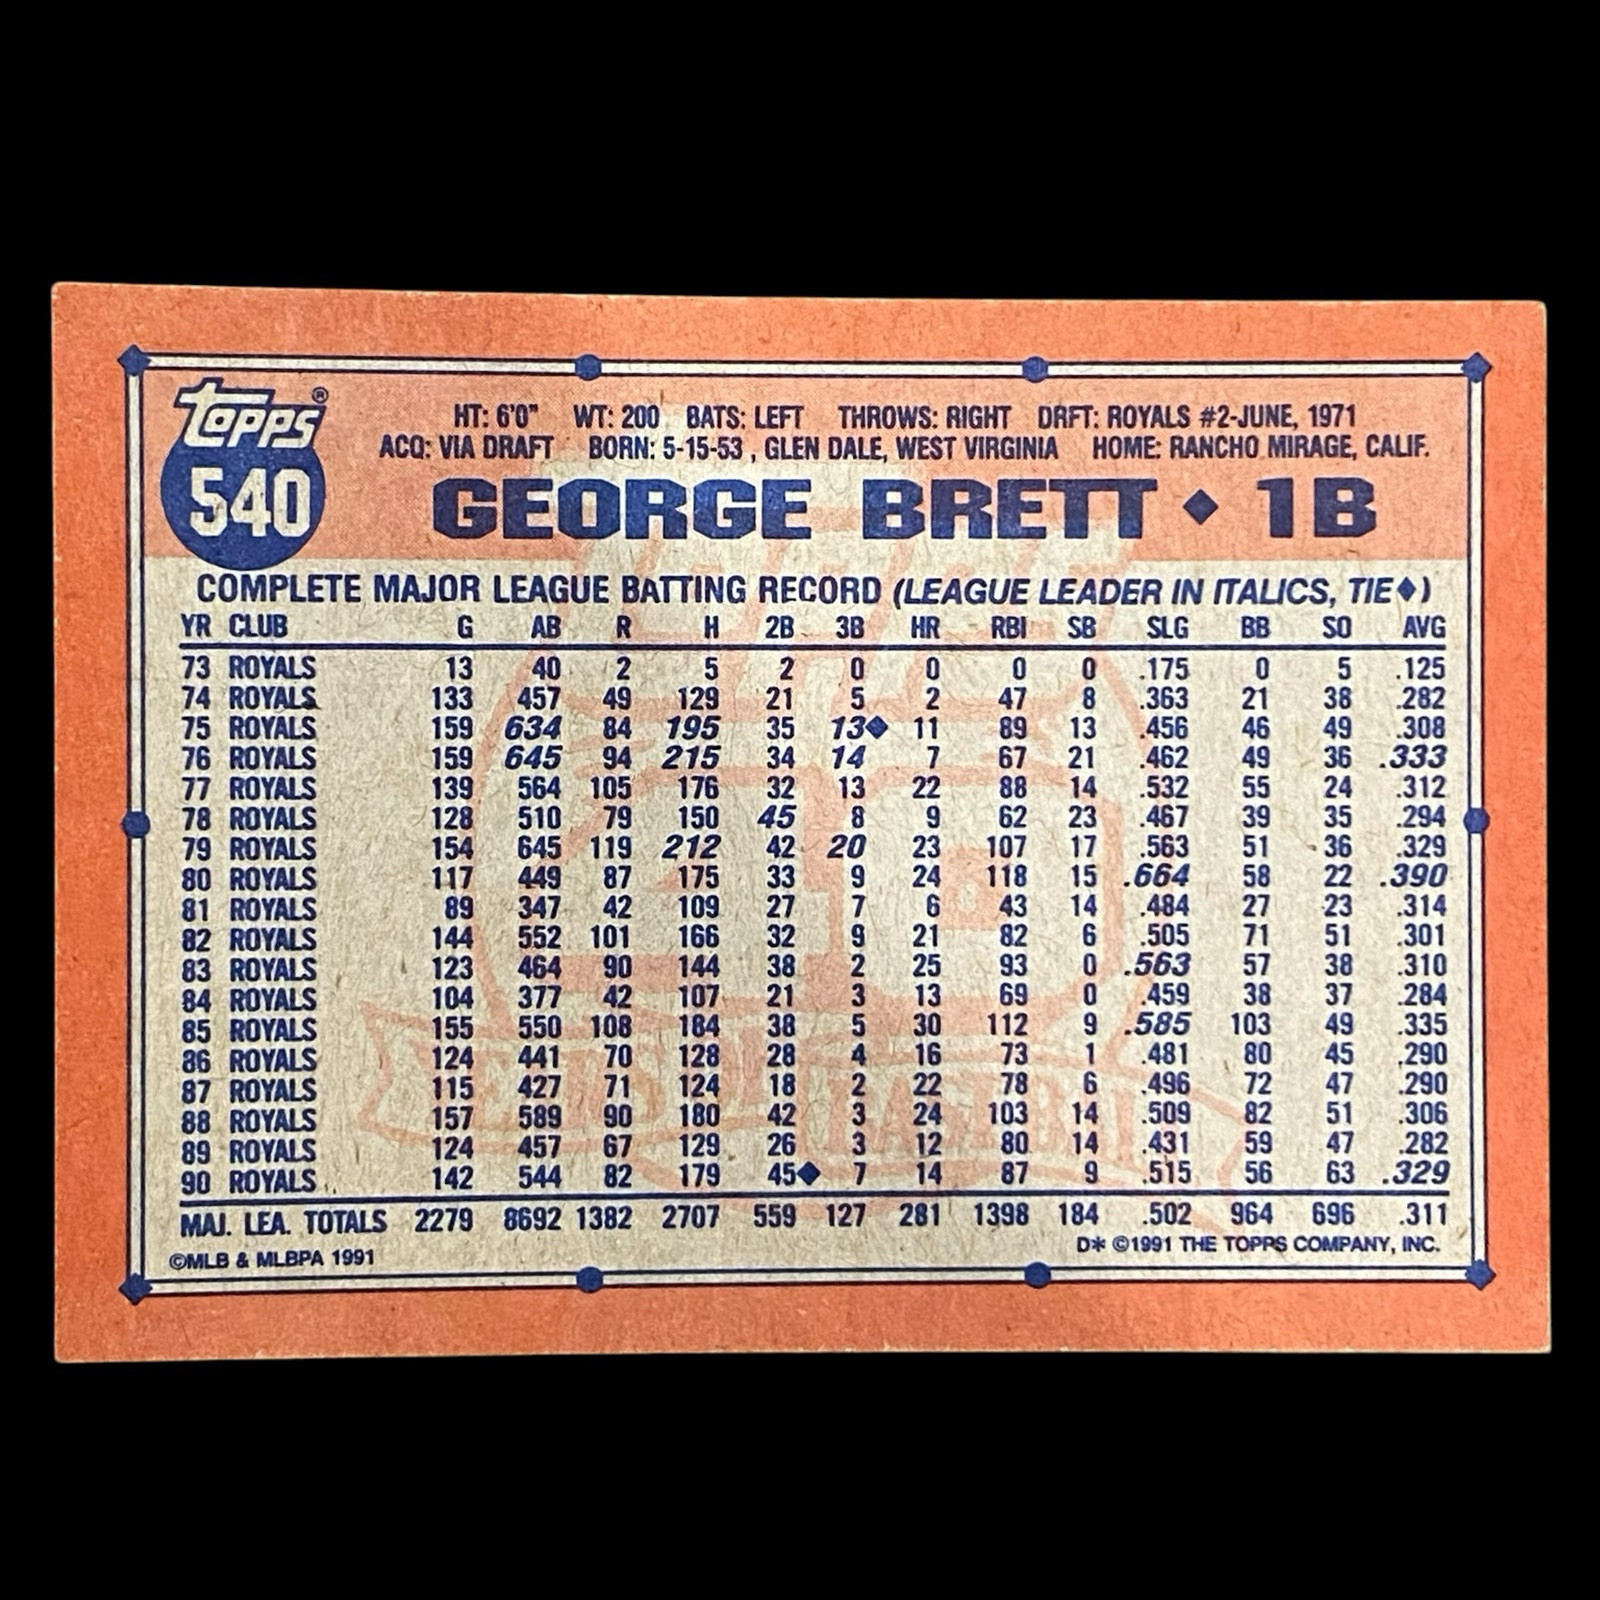 topps®
540
HT: 6'0" WT: 200 BATS: LEFT THROWS: RIGHT DRFT: ROYALS #2-JUNE, 1971
ACQ: VIA DRAFT BORN: 5-15-53 , GLEN DALE, WEST VIRGINIA HOME: RANCHO MIRAGE, CALIF.
GEORGE BRETT ◆ 1B
COMPLETE MAJOR LEAGUE BATTING RECORD (LEAGUE LEADER IN ITALICS, TIE◆)
YR CLUB G AB R H 2B 3B HR RBI SB SLG BB SO AVG
73 ROYALS 13 40 2 5 2 0 0 0 0 .175 0 5 .125
74 ROYALS 133 457 49 129 21 5 2 47 8 .363 21 38 .282
75 ROYALS 159 634 84 195 35 13◆ 11 89 13 .456 46 49 .308
76 ROYALS 159 645 94 215 34 14 7 67 21 .462 49 36 .333
77 ROYALS 139 564 105 176 32 13 22 88 14 .532 55 24 .312
78 ROYALS 128 510 79 150 45 8 9 62 23 .467 39 35 .294
79 ROYALS 154 645 119 212 42 20 23 107 17 .563 51 36 .329
80 ROYALS 117 449 87 175 33 9 24 118 15 .664 58 22 .390
81 ROYALS 89 347 42 109 27 7 6 43 14 .484 27 23 .314
82 ROYALS 144 552 101 166 32 9 21 82 6 .505 71 51 .301
83 ROYALS 123 464 90 144 38 2 25 93 0 .563 57 38 .310
84 ROYALS 104 377 42 107 21 3 13 69 0 .459 38 37 .284
85 ROYALS 155 550 108 184 38 5 30 112 9 .585 103 49 .335
86 ROYALS 124 441 70 128 28 4 16 73 1 .481 80 45 .290
87 ROYALS 115 427 71 124 18 2 22 78 6 .496 72 47 .290
88 ROYALS 157 589 90 180 42 3 24 103 14 .509 82 51 .306
89 ROYALS 124 457 67 129 26 3 12 80 14 .431 59 47 .282
90 ROYALS 142 544 82 179 45◆ 7 14 87 9 .515 56 63 .329
MAJ. LEA. TOTALS 2279 8692 1382 2707 559 127 281 1398 184 .502 964 696 .311
©MLB & MLBPA 1991 D* ©1991 THE TOPPS COMPANY, INC.